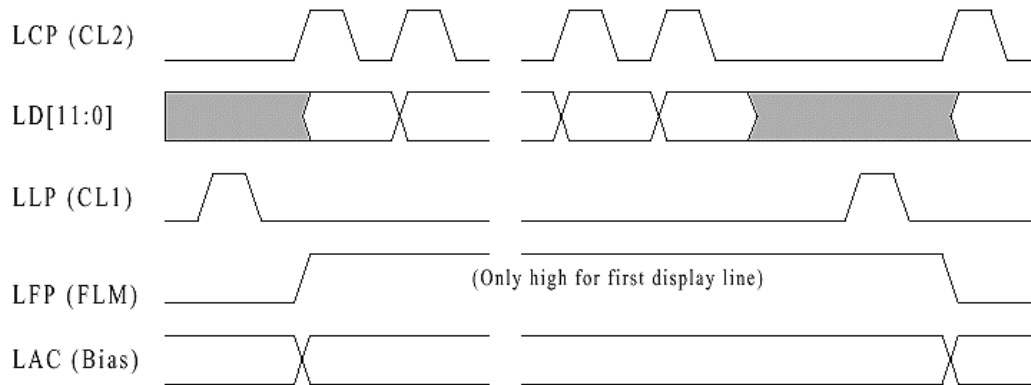 LCP (CL2)
LD[11:0]
LLP (CL1)
(Only high for first display line)
LFP (FLM)
LAC (Bias)